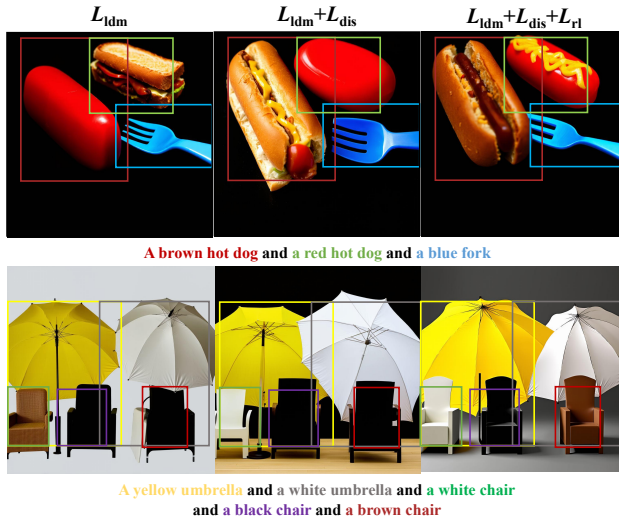 L_ldm L_ldm+L_dis L_ldm+L_dis+L_rl
A brown hot dog and a red hot dog and a blue fork
A yellow umbrella and a white umbrella and a white chair
and a black chair and a brown chair